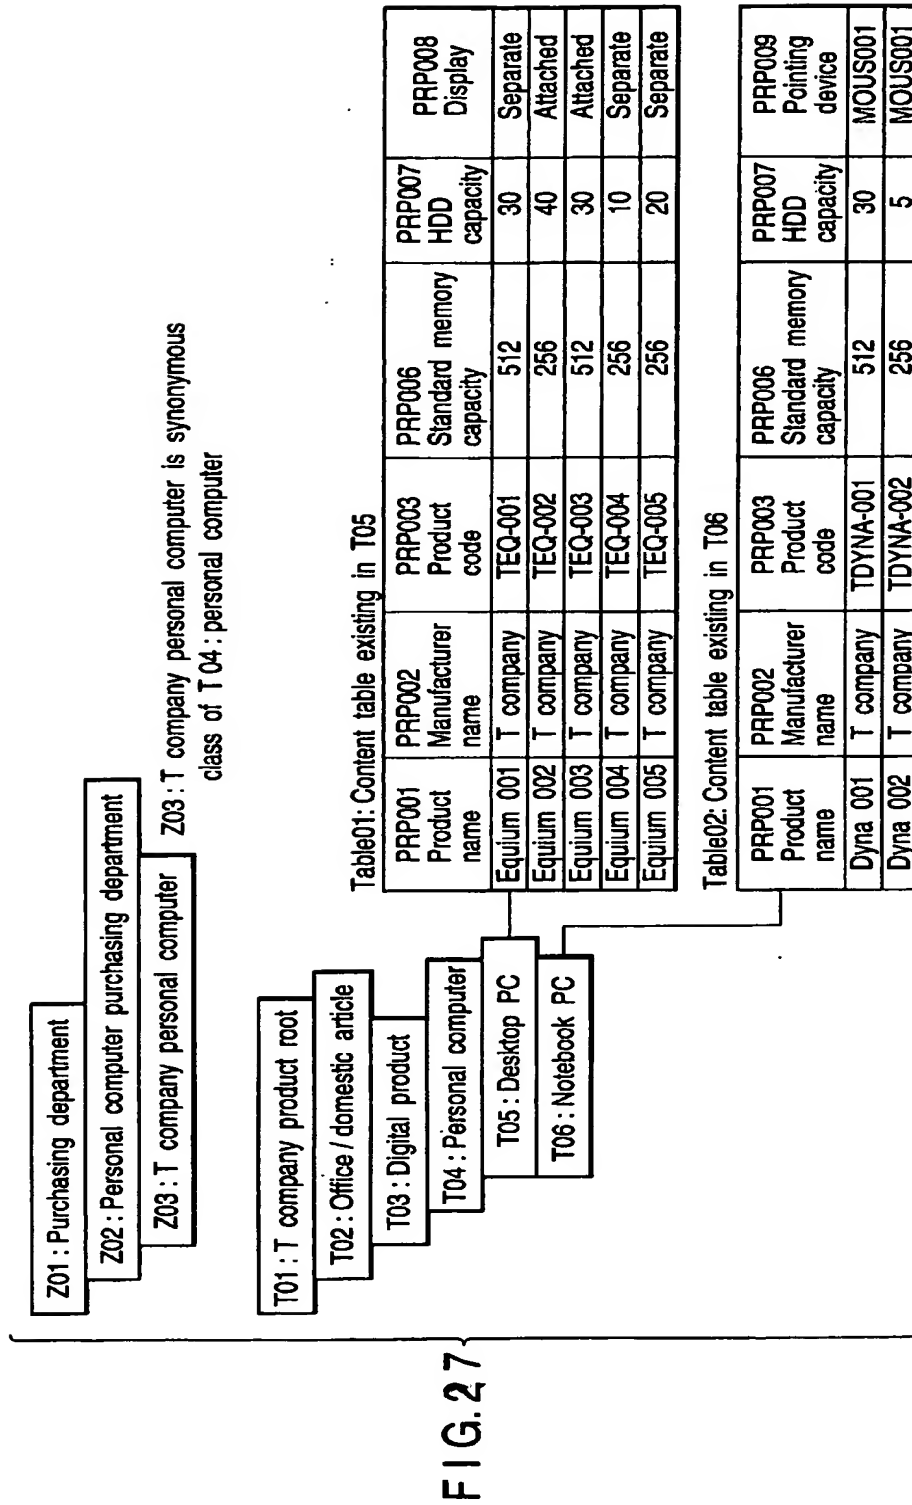 FIG. 27
Z01 : Purchasing department
Z02 : Personal computer purchasing department
Z03 : T company personal computer
Z03 : T company personal computer is synonymous
class of T 04 : personal computer
T01 : T company product root
T02 : Office / domestic article
T03 : Digital product
T04 : Personal computer
T05 : Desktop PC
T06 : Notebook PC
Table01: Content table existing in T05
PRP001 Product name PRP002 Manufacturer name PRP003 Product code PRP006 Standard memory capacity PRP007 HDD capacity PRP008 Display
Equium 001 T company TEQ-001 512 30 Separate
Equium 002 T company TEQ-002 256 40 Attached
Equium 003 T company TEQ-003 512 30 Attached
Equium 004 T company TEQ-004 256 10 Separate
Equium 005 T company TEQ-005 256 20 Separate
Table02: Content table existing in T06
PRP001 Product name PRP002 Manufacturer name PRP003 Product code PRP006 Standard memory capacity PRP007 HDD capacity PRP009 Pointing device
Dyna 001 T company TDYNA-001 512 30 MOUS001
Dyna 002 T company TDYNA-002 256 5 MOUS001